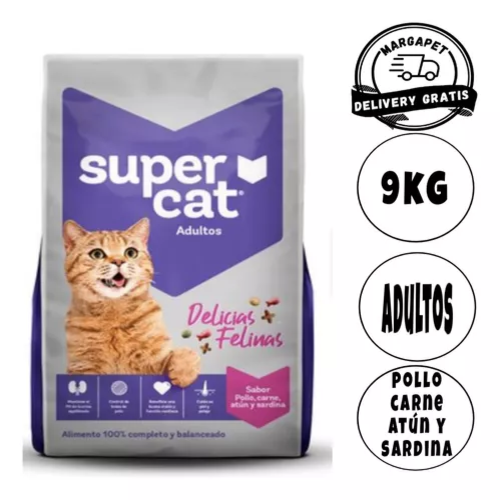 MARGAPET
DELIVERY GRATIS
super
cat®
Adultos
Delicias
Felinas
Sabor
Pollo, carne,
atún y sardina
Alimento 100% completo y balanceado
9KG
ADULTOS
POLLO
CARNE
ATÚN Y
SARDINA